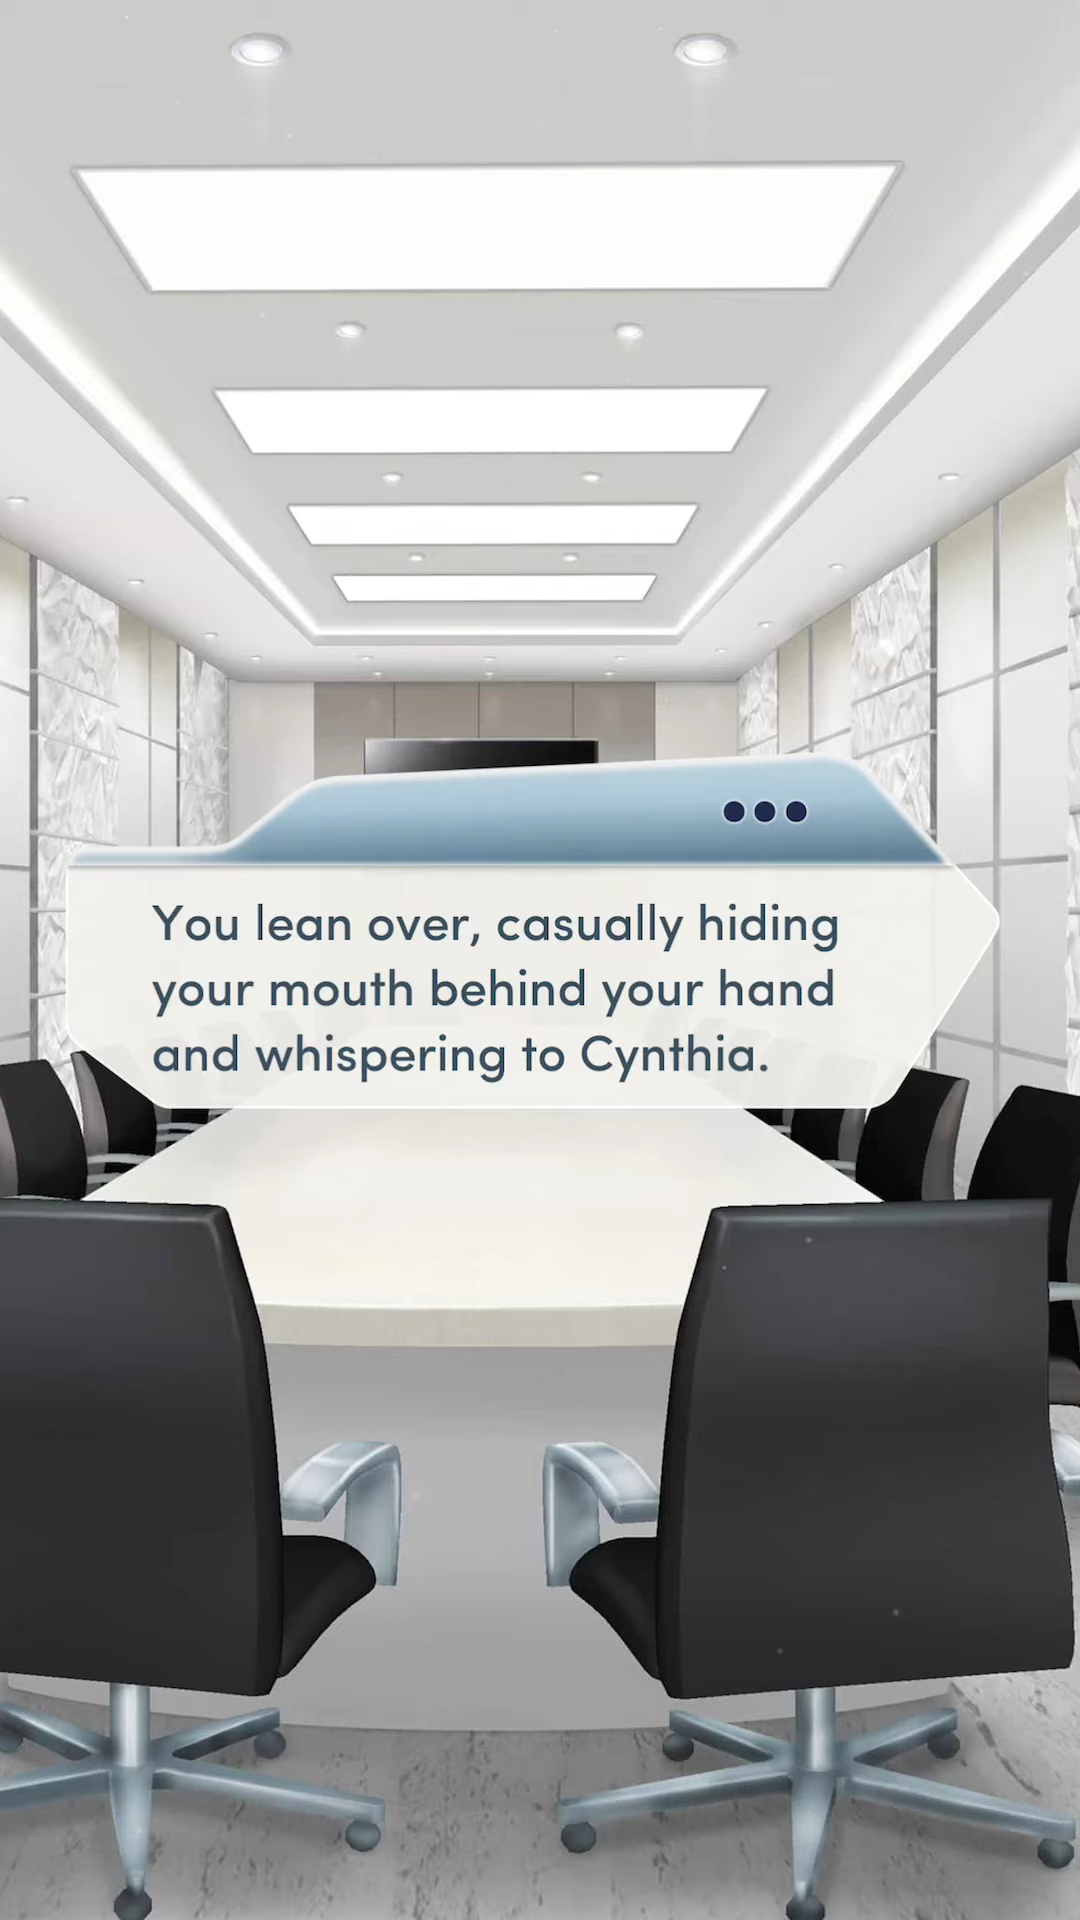 You lean over, casually hiding
your mouth behind your hand
and whispering to Cynthia.